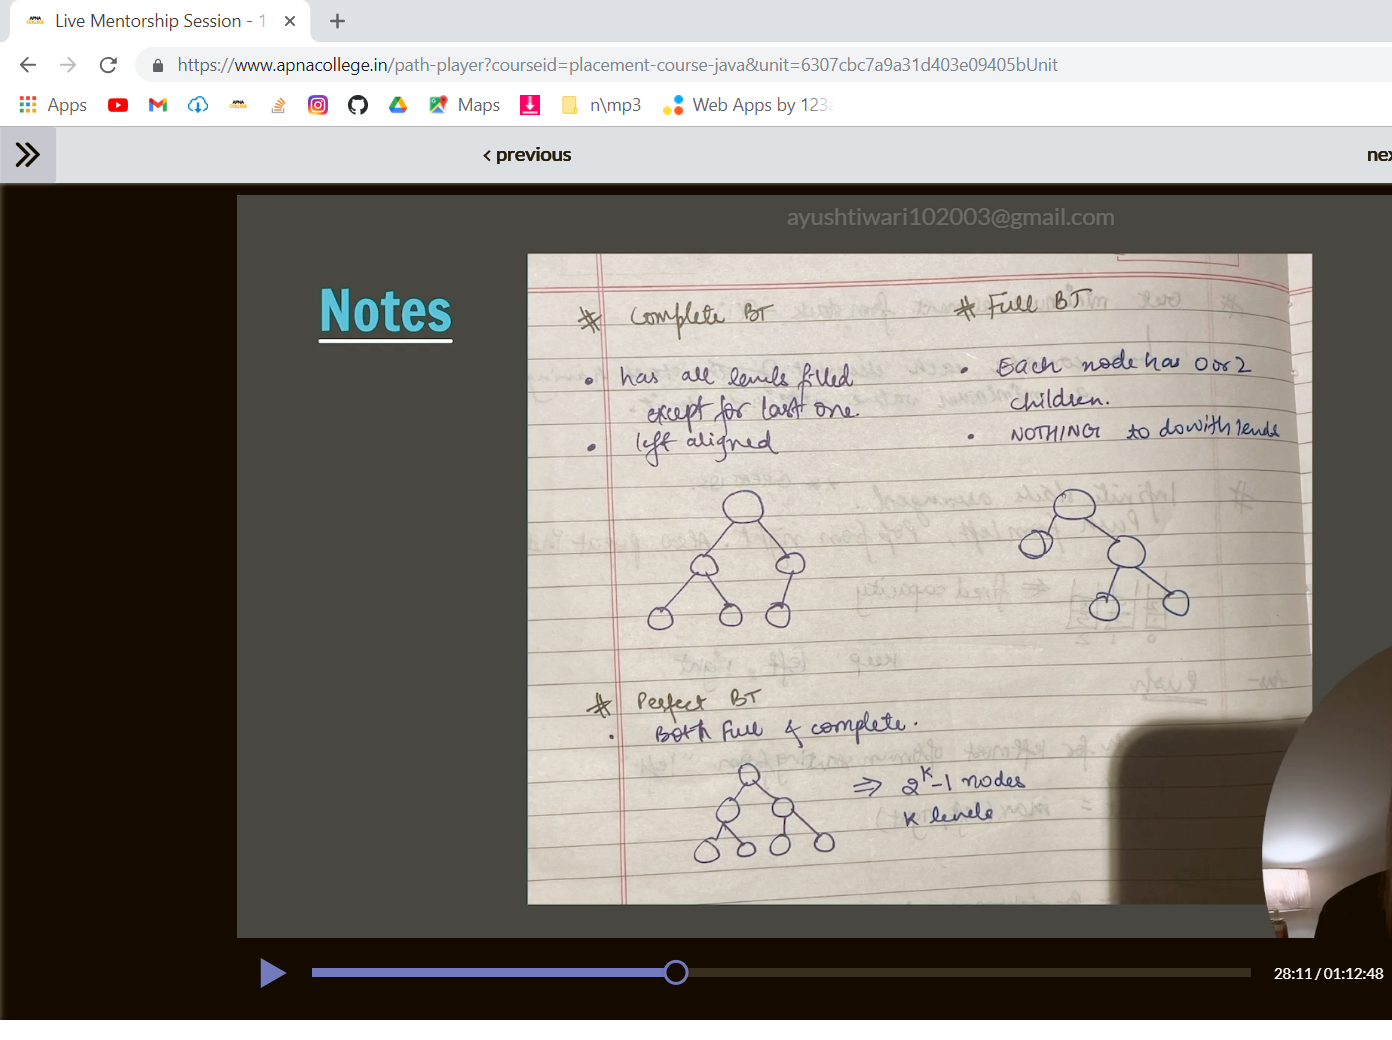 Live Mentorship Session - 1
https://www.apnacollege.in/path-player?courseid=placement-course-java&unit=6307cbc7a9a31d403e09405bUnit
Apps
Maps
n\mp3
Web Apps by 123
< previous
nex
ayushtiwari102003@gmail.com
Notes
# Complete BT
• has all levels filled
except for last one.
• left aligned
# Full BT
• Each node has 0 or 2
children.
• NOTHING to do with levels
# Perfect BT
• Both Full & complete.
⇒ 2^k-1 nodes
K levels
28:11 / 01:12:48